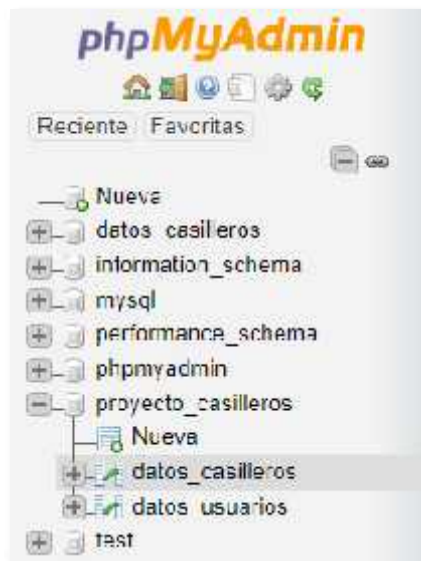 phpMyAdmin
Reciente Favoritas
Nueva
datos_casilleros
information_schema
mysql
performance_schema
phpmyadmin
proyecto_casilleros
Nueva
datos_casilleros
datos_usuarios
test